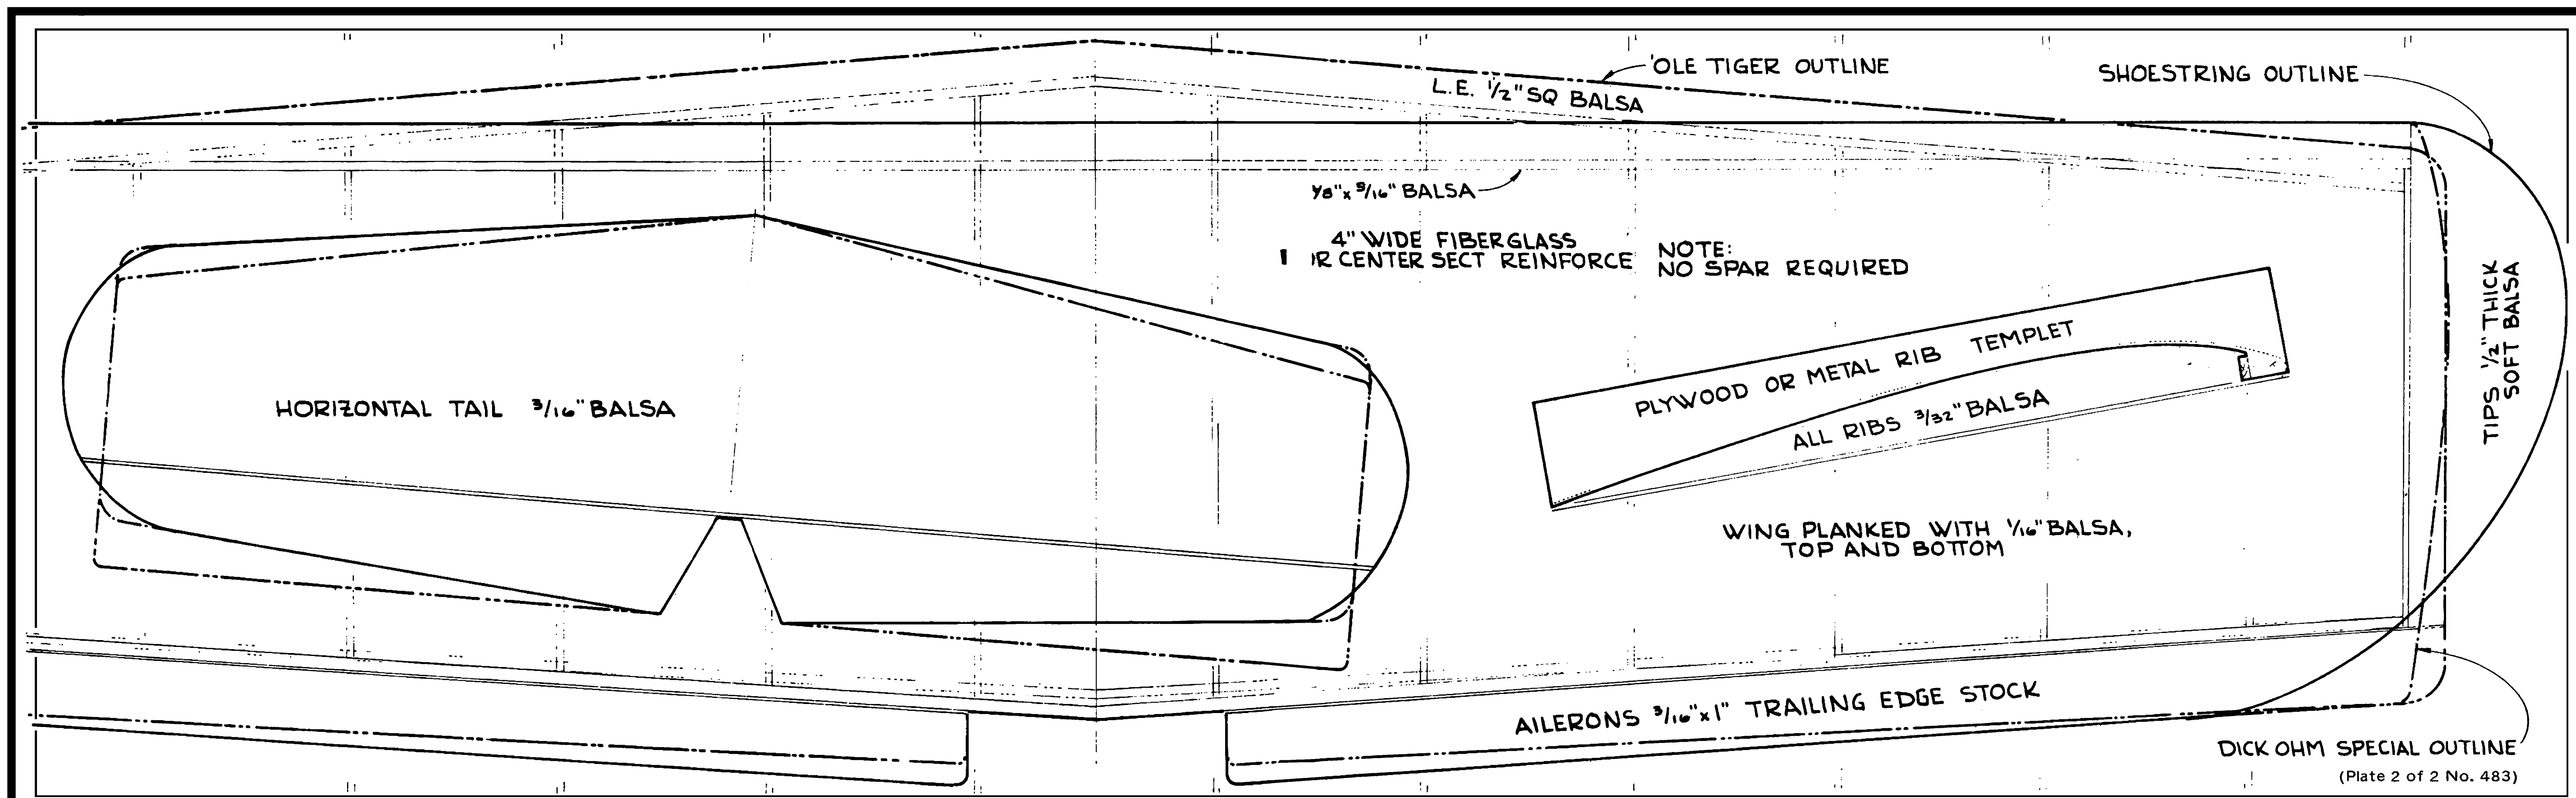 'OLE TIGER OUTLINE
SHOESTRING OUTLINE
L.E. 1/2" SQ BALSA
1/8" x 3/16" BALSA
4" WIDE FIBERGLASS
CENTER SECT REINFORCE
NOTE:
NO SPAR REQUIRED
TIPS 1/2" THICK
SOFT BALSA
PLYWOOD OR METAL RIB TEMPLET
ALL RIBS 3/32" BALSA
HORIZONTAL TAIL 3/16" BALSA
WING PLANKED WITH 1/16" BALSA,
TOP AND BOTTOM
AILERONS 3/16" x 1" TRAILING EDGE STOCK
DICK OHM SPECIAL OUTLINE
(Plate 2 of 2 No. 483)